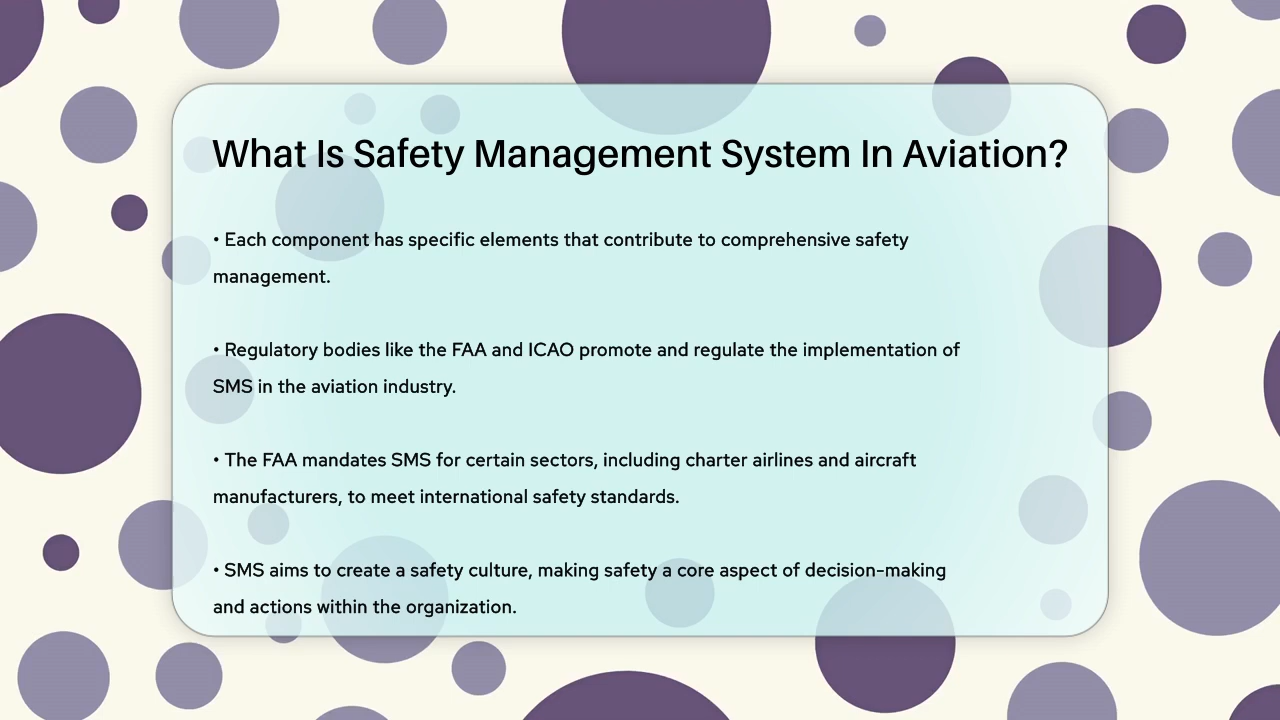 What Is Safety Management System In Aviation?
• Each component has specific elements that contribute to comprehensive safety
management.
• Regulatory bodies like the FAA and ICAO promote and regulate the implementation of
SMS in the aviation industry.
• The FAA mandates SMS for certain sectors, including charter airlines and aircraft
manufacturers, to meet international safety standards.
• SMS aims to create a safety culture, making safety a core aspect of decision-making
and actions within the organization.